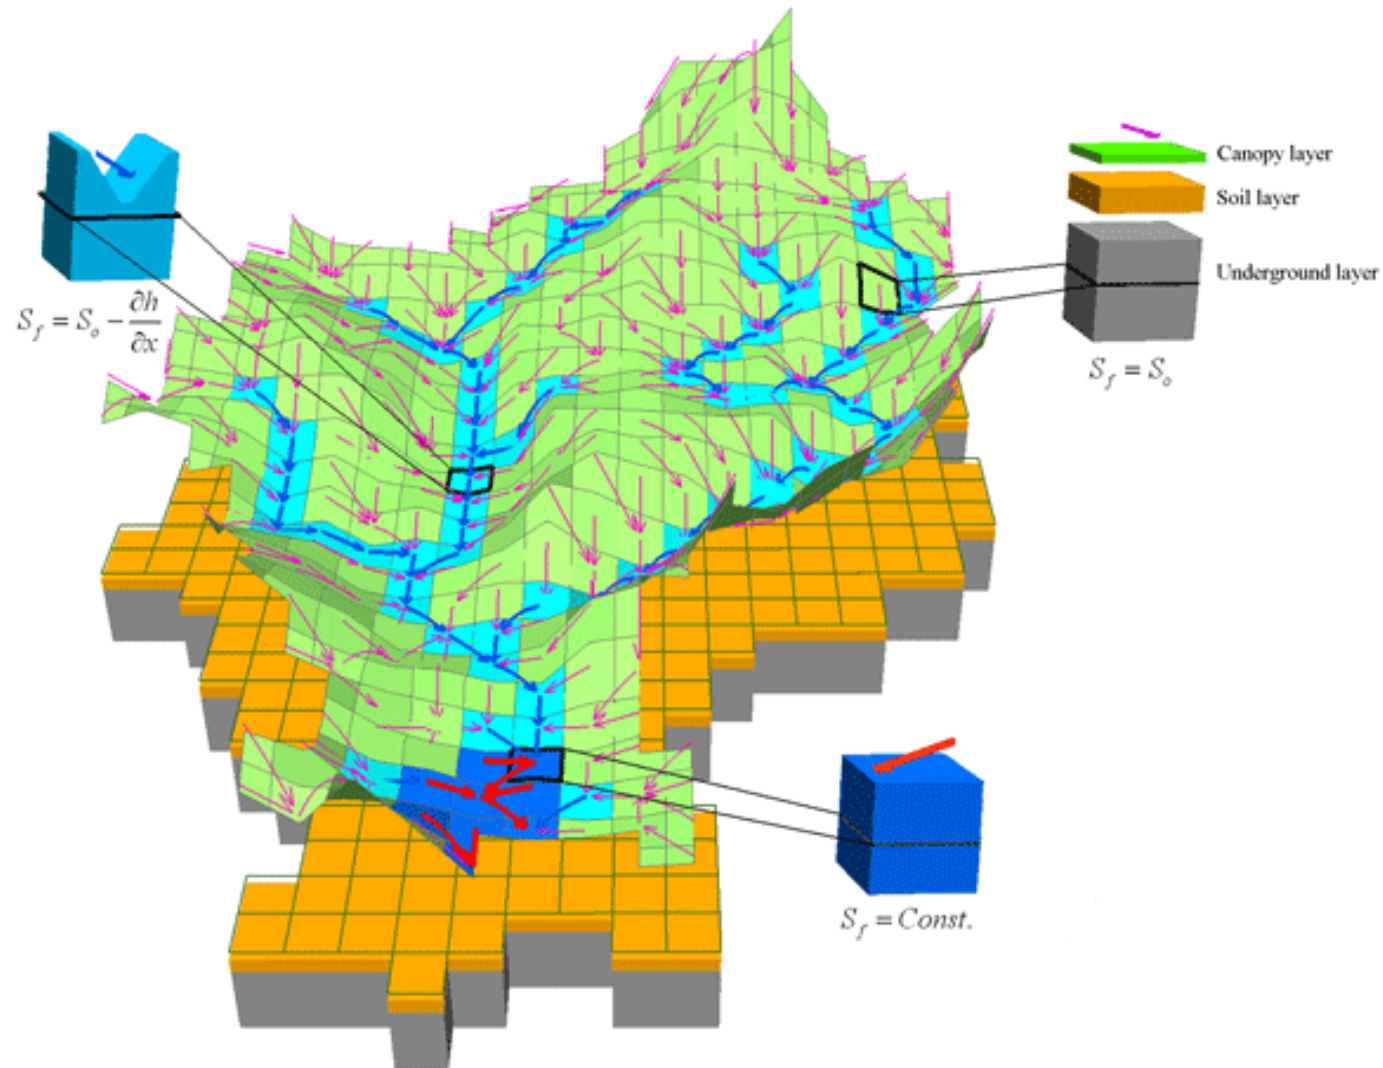 Canopy layer
Soil layer
Underground layer
S_f = S_o - ∂h/∂x
S_f = S_o
S_f = Const.